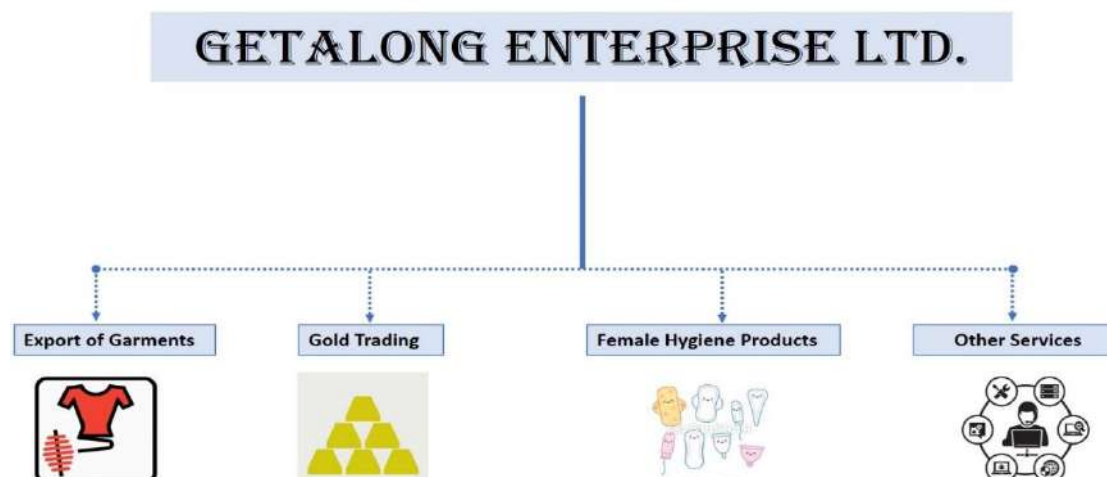 GETALONG ENTERPRISE LTD.
Export of Garments
Gold Trading
Female Hygiene Products
Other Services